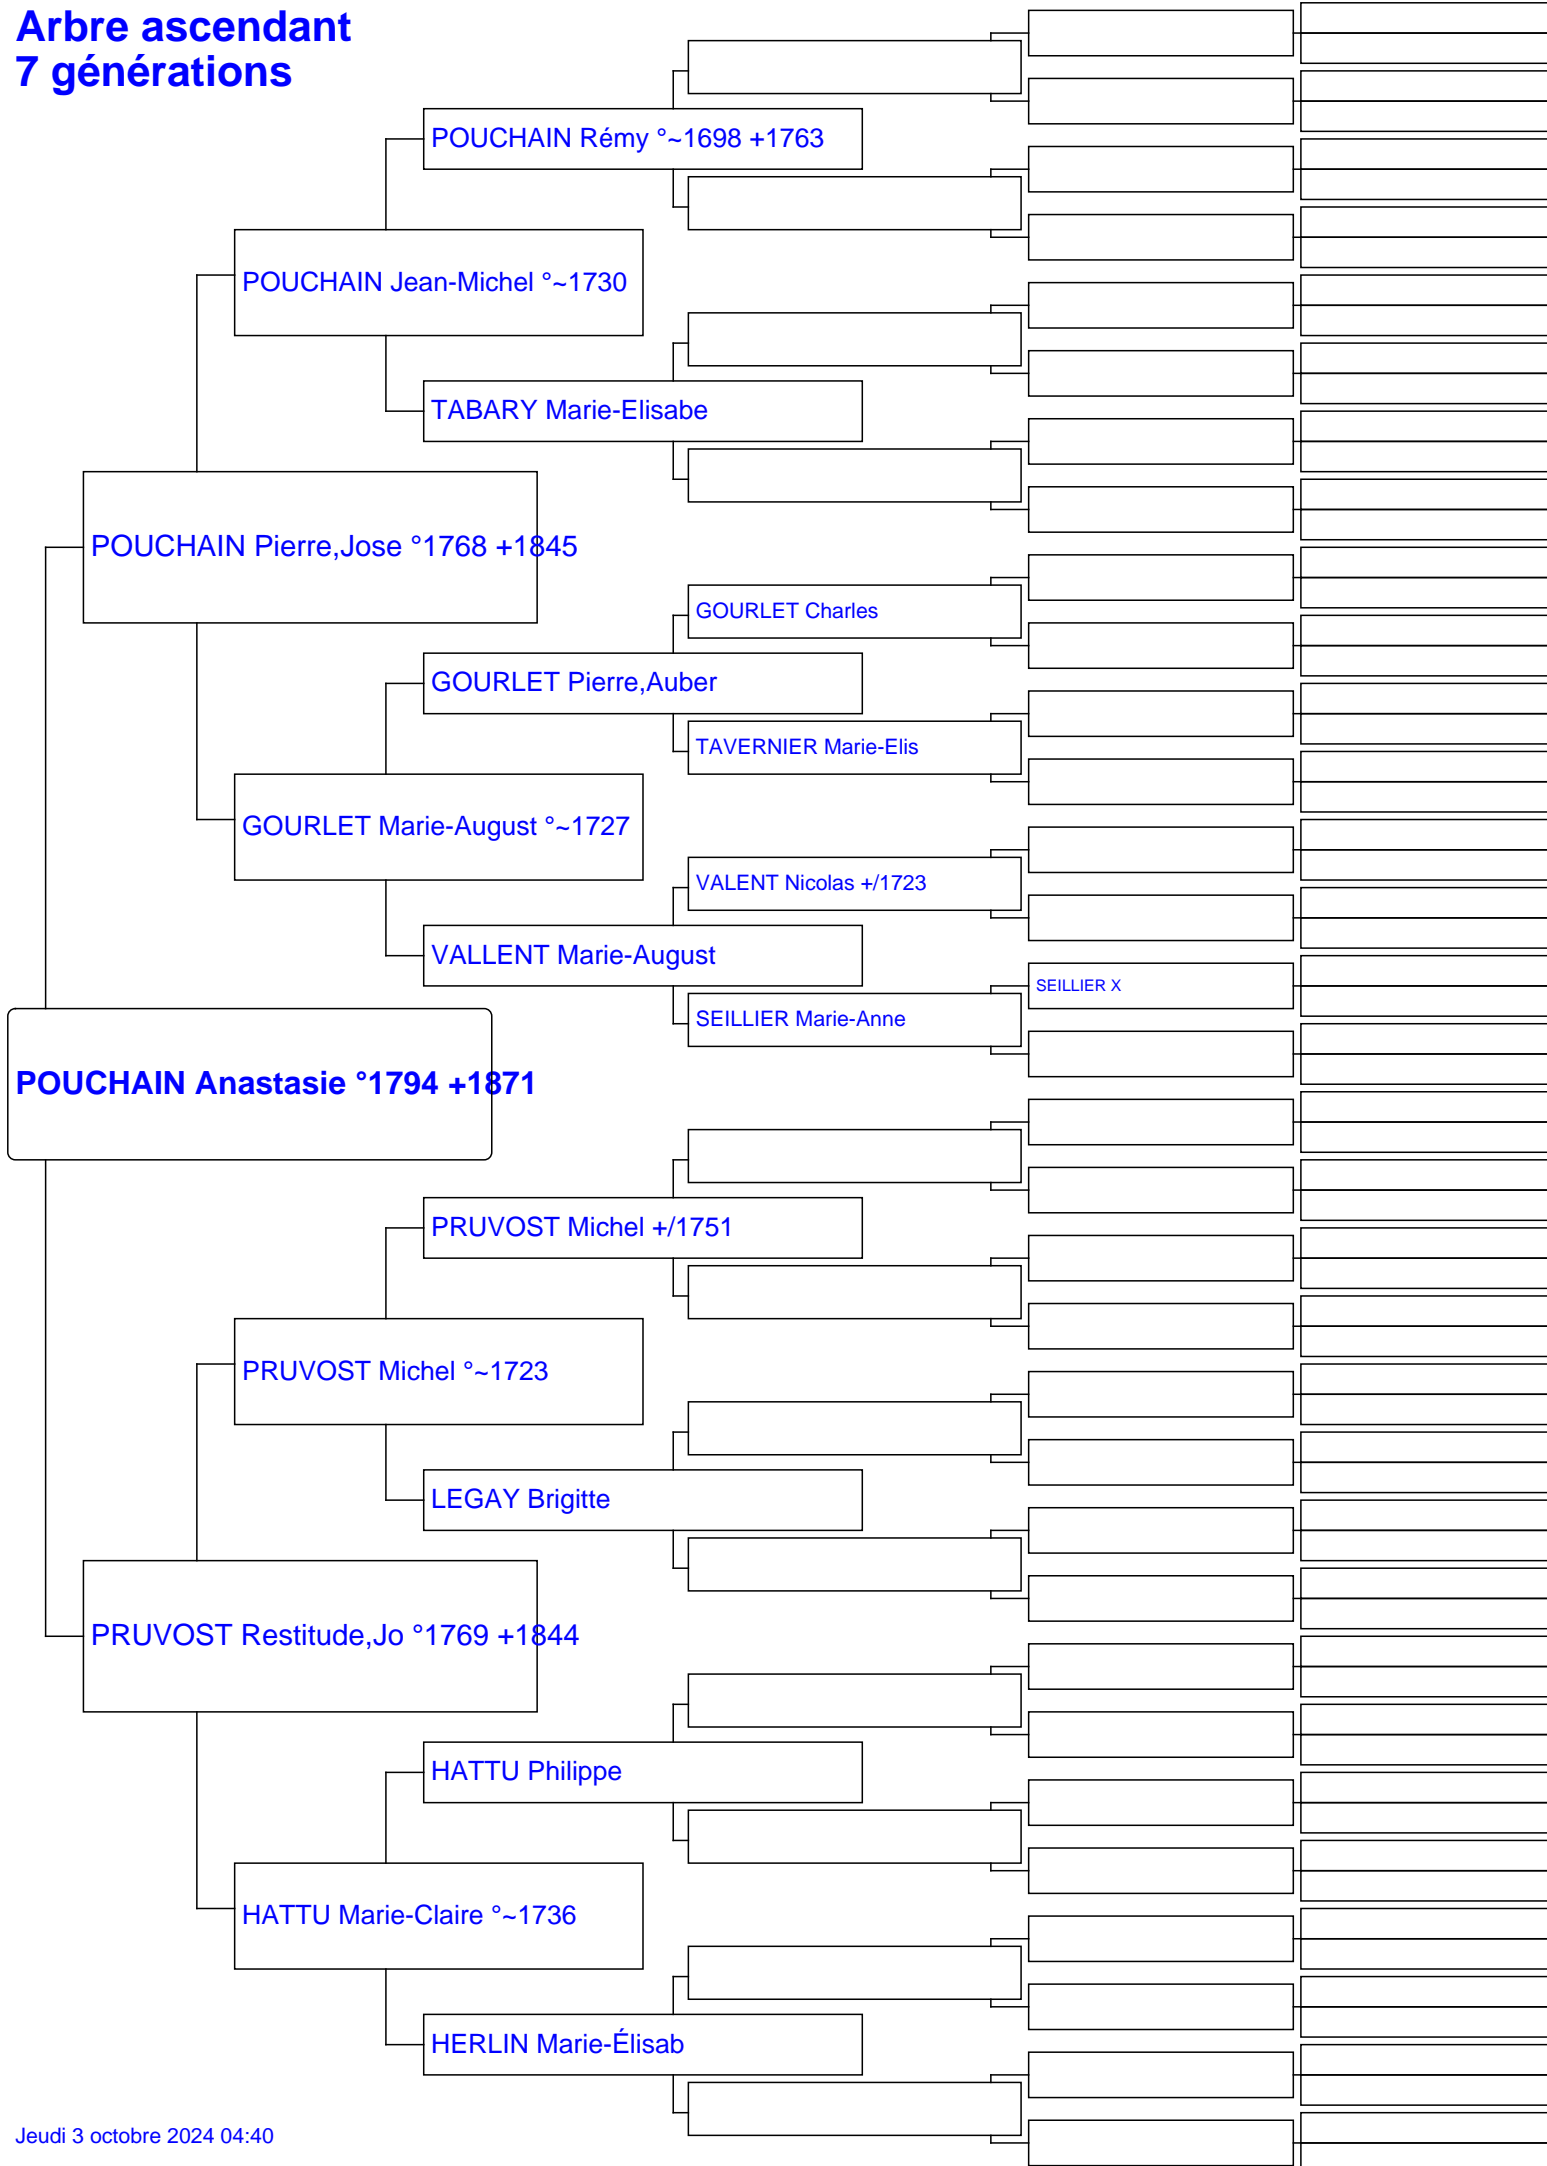 Arbre ascendant
7 générations
POUCHAIN Rémy °~1698 +1763
POUCHAIN Jean-Michel °~1730
TABARY Marie-Elisabe
POUCHAIN Pierre,Jose °1768 +1845
GOURLET Charles
GOURLET Pierre,Auber
TAVERNIER Marie-Elis
GOURLET Marie-August °~1727
VALENT Nicolas +/1723
VALLENT Marie-August
SEILLIER X
SEILLIER Marie-Anne
POUCHAIN Anastasie °1794 +1871
PRUVOST Michel +/1751
PRUVOST Michel °~1723
LEGAY Brigitte
PRUVOST Restitude,Jo °1769 +1844
HATTU Philippe
HATTU Marie-Claire °~1736
HERLIN Marie-Élisab
Jeudi 3 octobre 2024 04:40